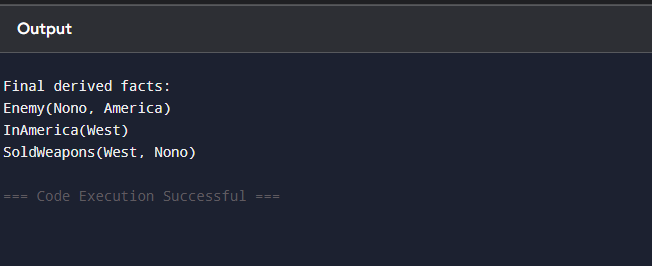 Output
Final derived facts:
Enemy(Nono, America)
InAmerica(West)
SoldWeapons(West, Nono)
=== Code Execution Successful ===